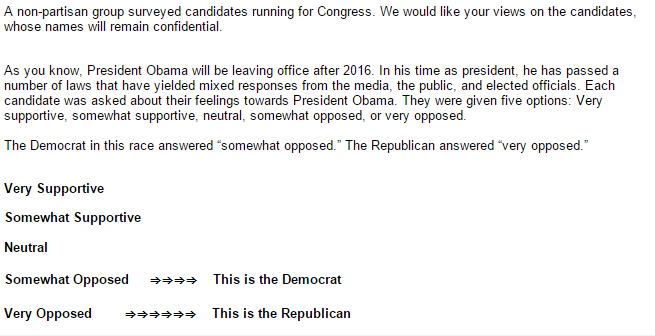 A non-partisan group surveyed candidates running for Congress. We would like your views on the candidates,
whose names will remain confidential.
As you know, President Obama will be leaving office after 2016. In his time as president, he has passed a
number of laws that have yielded mixed responses from the media, the public, and elected officials. Each
candidate was asked about their feelings towards President Obama. They were given five options: Very
supportive, somewhat supportive, neutral, somewhat opposed, or very opposed.
The Democrat in this race answered “somewhat opposed.” The Republican answered “very opposed.”
Very Supportive
Somewhat Supportive
Neutral
Somewhat Opposed ⇒⇒⇒⇒ This is the Democrat
Very Opposed ⇒⇒⇒⇒⇒⇒ This is the Republican